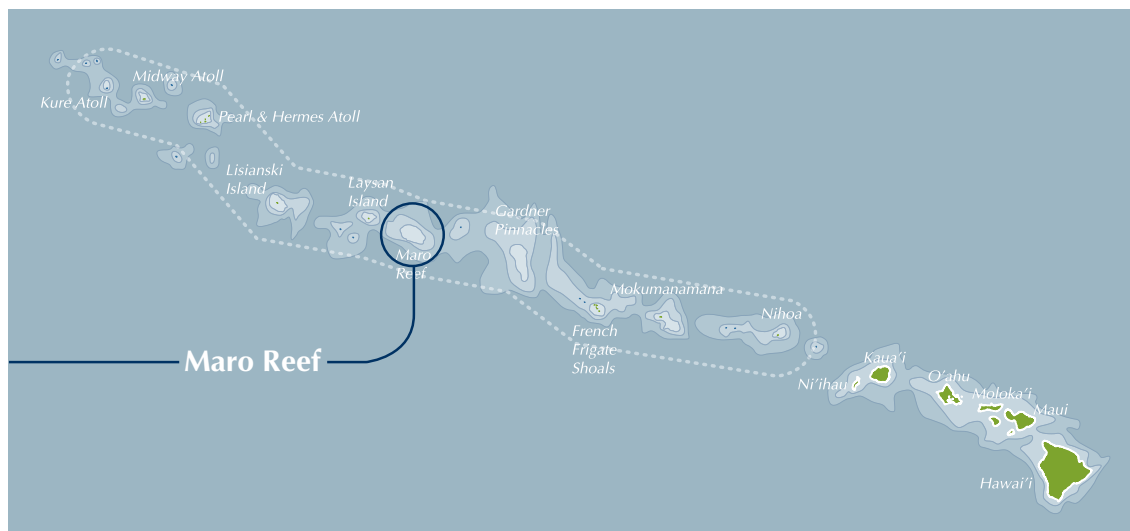 Midway Atoll
Kure Atoll
Pearl & Hermes Atoll
Lisianski
Island
Laysan
Island
Gardner
Pinnacles
Maro
Reef
Mokumanamana
Nihoa
French
Frigate
Shoals
Maro Reef
Kaua'i
Ni'ihau
O'ahu
Moloka'i
Maui
Hawai'i